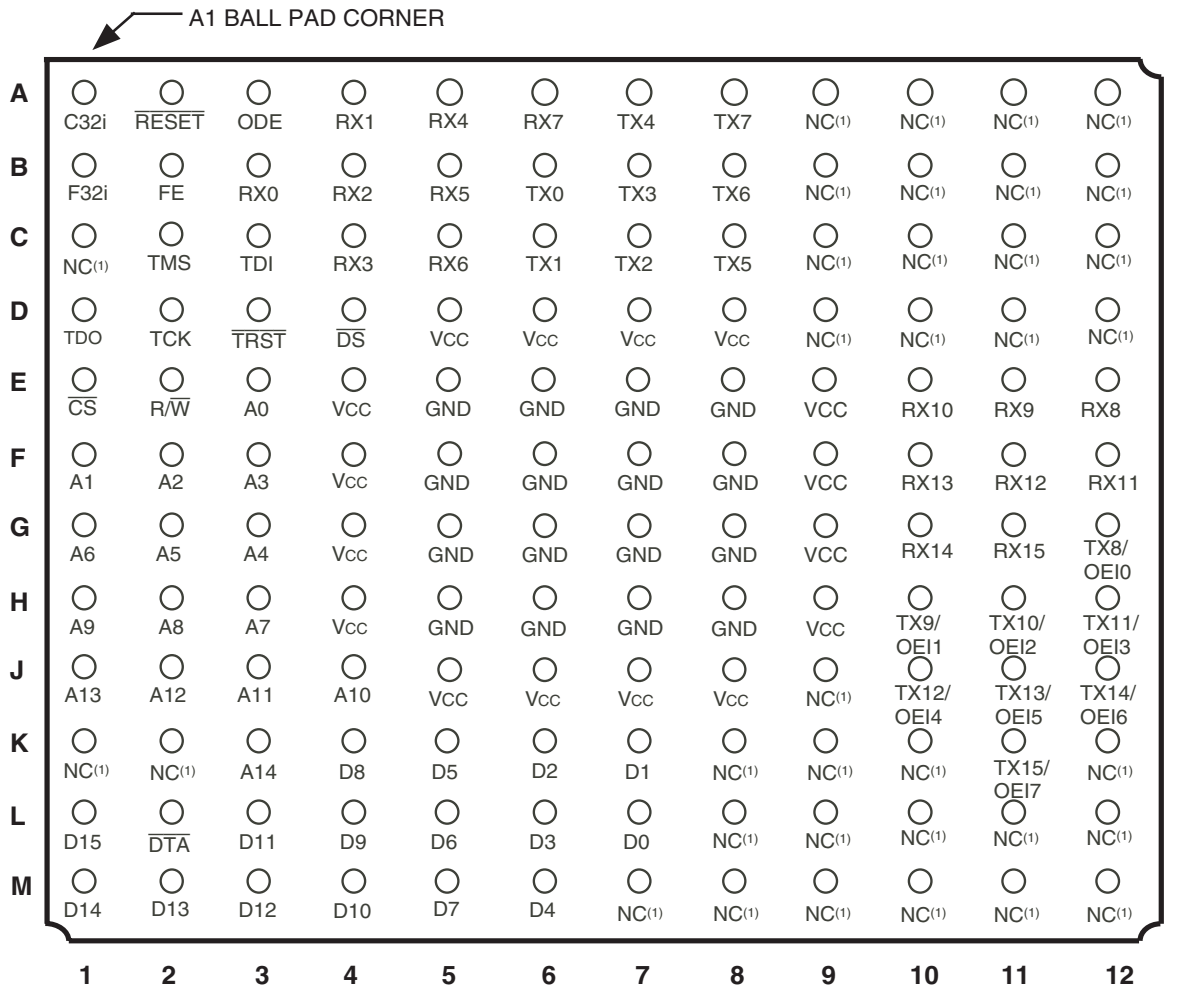 A1 BALL PAD CORNER
A
C32i RESET ODE RX1 RX4 RX7 TX4 TX7 NC(1) NC(1) NC(1) NC(1)
B
F32i FE RX0 RX2 RX5 TX0 TX3 TX6 NC(1) NC(1) NC(1) NC(1)
C
NC(1) TMS TDI RX3 RX6 TX1 TX2 TX5 NC(1) NC(1) NC(1) NC(1)
D
TDO TCK TRST DS VCC VCC VCC VCC NC(1) NC(1) NC(1) NC(1)
E
CS R/W A0 VCC GND GND GND GND VCC RX10 RX9 RX8
F
A1 A2 A3 VCC GND GND GND GND VCC RX13 RX12 RX11
G
A6 A5 A4 VCC GND GND GND GND VCC RX14 RX15 TX8/
OEI0
H
A9 A8 A7 VCC GND GND GND GND VCC TX9/ TX10/ TX11/
OEI1 OEI2 OEI3
J
A13 A12 A11 A10 VCC VCC VCC VCC NC(1) TX12/ TX13/ TX14/
OEI4 OEI5 OEI6
K
NC(1) NC(1) A14 D8 D5 D2 D1 NC(1) NC(1) NC(1) TX15/ NC(1)
OEI7
L
D15 DTA D11 D9 D6 D3 D0 NC(1) NC(1) NC(1) NC(1) NC(1)
M
D14 D13 D12 D10 D7 D4 NC(1) NC(1) NC(1) NC(1) NC(1) NC(1)
1 2 3 4 5 6 7 8 9 10 11 12